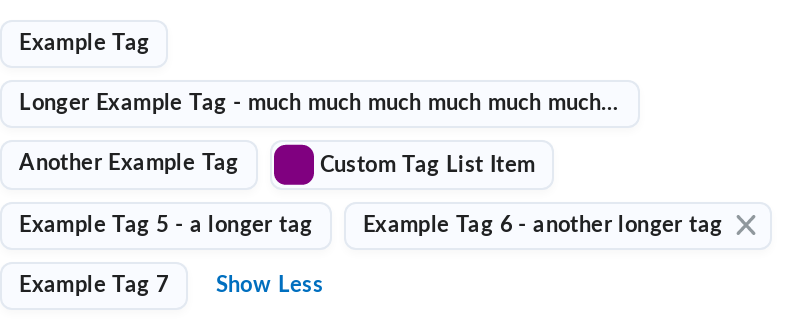 Example Tag
Longer Example Tag - much much much much much much...
Another Example Tag Custom Tag List Item
Example Tag 5 - a longer tag Example Tag 6 - another longer tag
Example Tag 7 Show Less